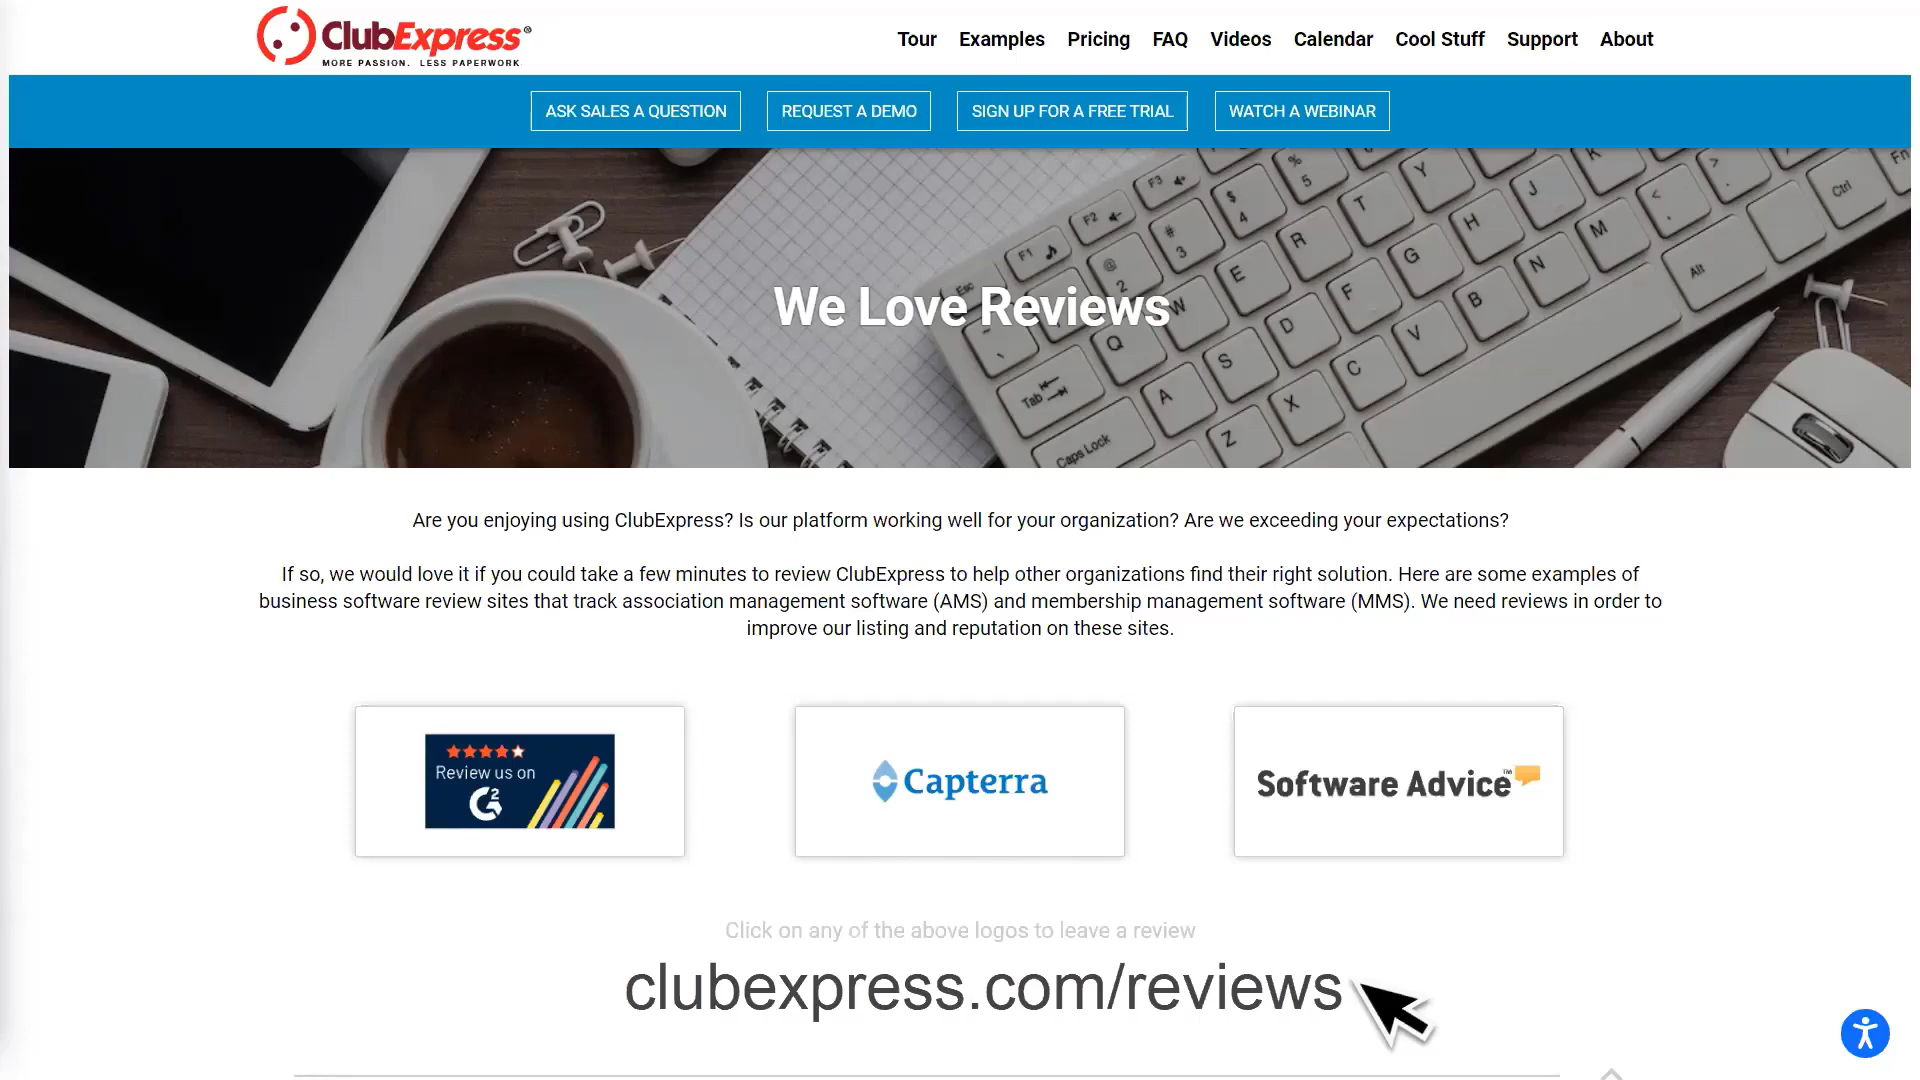 ClubExpress®
MORE PASSION. LESS PAPERWORK
Tour Examples Pricing FAQ Videos Calendar Cool Stuff Support About
ASK SALES A QUESTION REQUEST A DEMO SIGN UP FOR A FREE TRIAL WATCH A WEBINAR
We Love Reviews
Are you enjoying using ClubExpress? Is our platform working well for your organization? Are we exceeding your expectations?
If so, we would love it if you could take a few minutes to review ClubExpress to help other organizations find their right solution. Here are some examples of
business software review sites that track association management software (AMS) and membership management software (MMS). We need reviews in order to
improve our listing and reputation on these sites.
Review us on
G2
Capterra
Software Advice™
Click on any of the above logos to leave a review
clubexpress.com/reviews